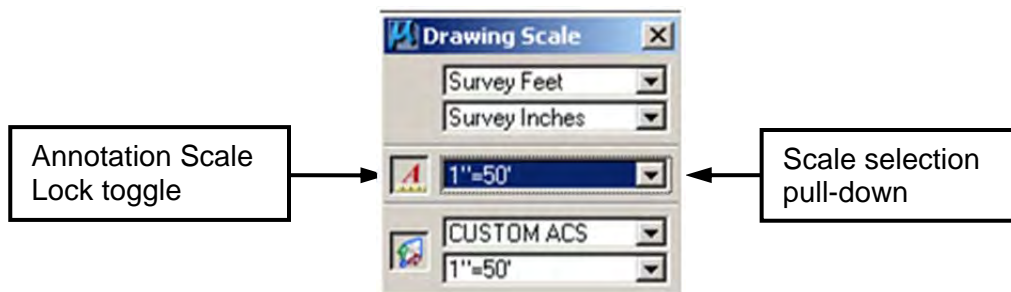 Drawing Scale
Survey Feet
Survey Inches
Annotation Scale
Lock toggle
A
1"=50'
Scale selection
pull-down
CUSTOM ACS
1"=50'